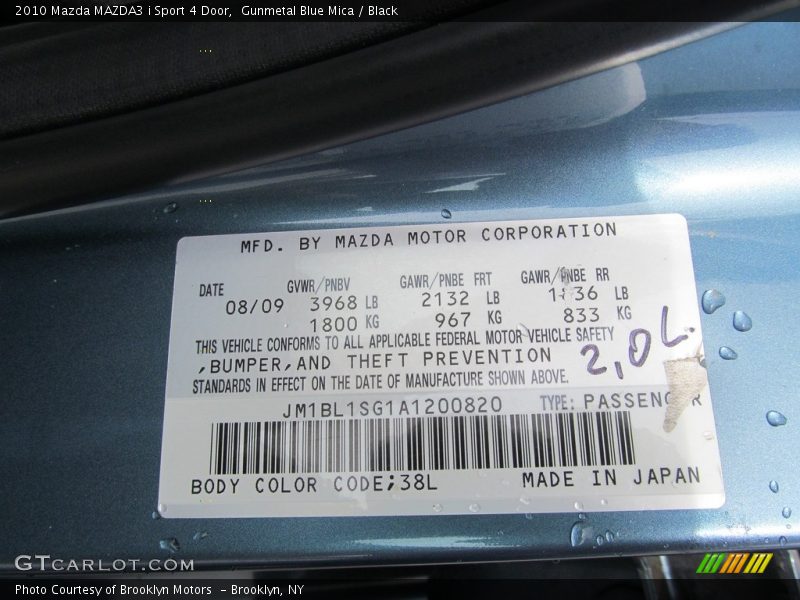 2010 Mazda MAZDA3 i Sport 4 Door,  Gunmetal Blue Mica / Black
MFD. BY MAZDA MOTOR CORPORATION
DATE GVWR/PNBV GAWR/PNBE FRT GAWR/PNBE RR
08/09 3968 LB 2132 LB LB
1800 KG 967 KG 833 KG
THIS VEHICLE CONFORMS TO ALL APPLICABLE FEDERAL MOTOR VEHICLE SAFETY
,BUMPER,AND THEFT PREVENTION
2,0L.
STANDARDS IN EFFECT ON THE DATE OF MANUFACTURE SHOWN ABOVE.
JM1BL1SG1A1200820 TYPE:
BODY COLOR CODE;38L MADE IN JAPAN
GTCARLOT.COM
Photo Courtesy of Brooklyn Motors - Brooklyn, NY